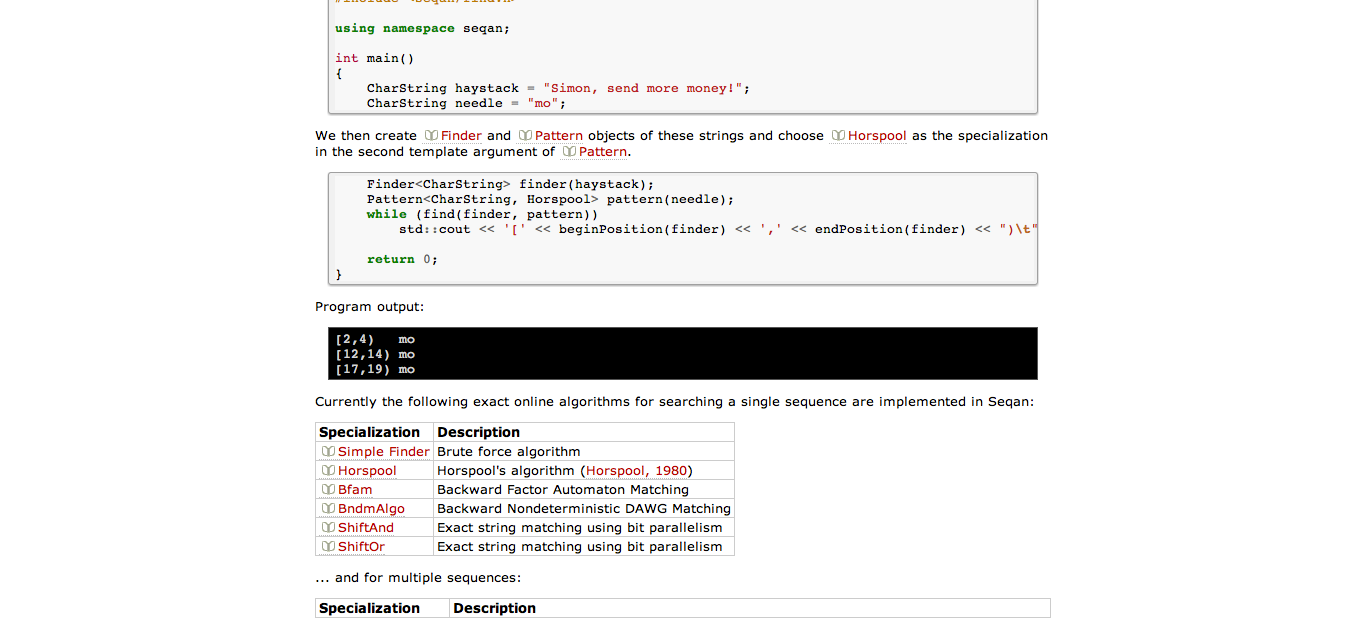 using namespace seqan;
int main()
{
CharString haystack = "Simon, send more money!";
CharString needle = "mo";
We then create Finder and Pattern objects of these strings and choose Horspool as the specialization
in the second template argument of Pattern.
Finder<CharString> finder(haystack);
Pattern<CharString, Horspool> pattern(needle);
while (find(finder, pattern))
std::cout << '[' << beginPosition(finder) << ',' << endPosition(finder) << ")\t"
return 0;
}
Program output:
[2,4) mo
[12,14) mo
[17,19) mo
Currently the following exact online algorithms for searching a single sequence are implemented in Seqan:
Specialization Description
Simple Finder Brute force algorithm
Horspool Horspool's algorithm (Horspool, 1980)
Bfam Backward Factor Automaton Matching
BndmAlgo Backward Nondeterministic DAWG Matching
ShiftAnd Exact string matching using bit parallelism
ShiftOr Exact string matching using bit parallelism
... and for multiple sequences:
Specialization Description